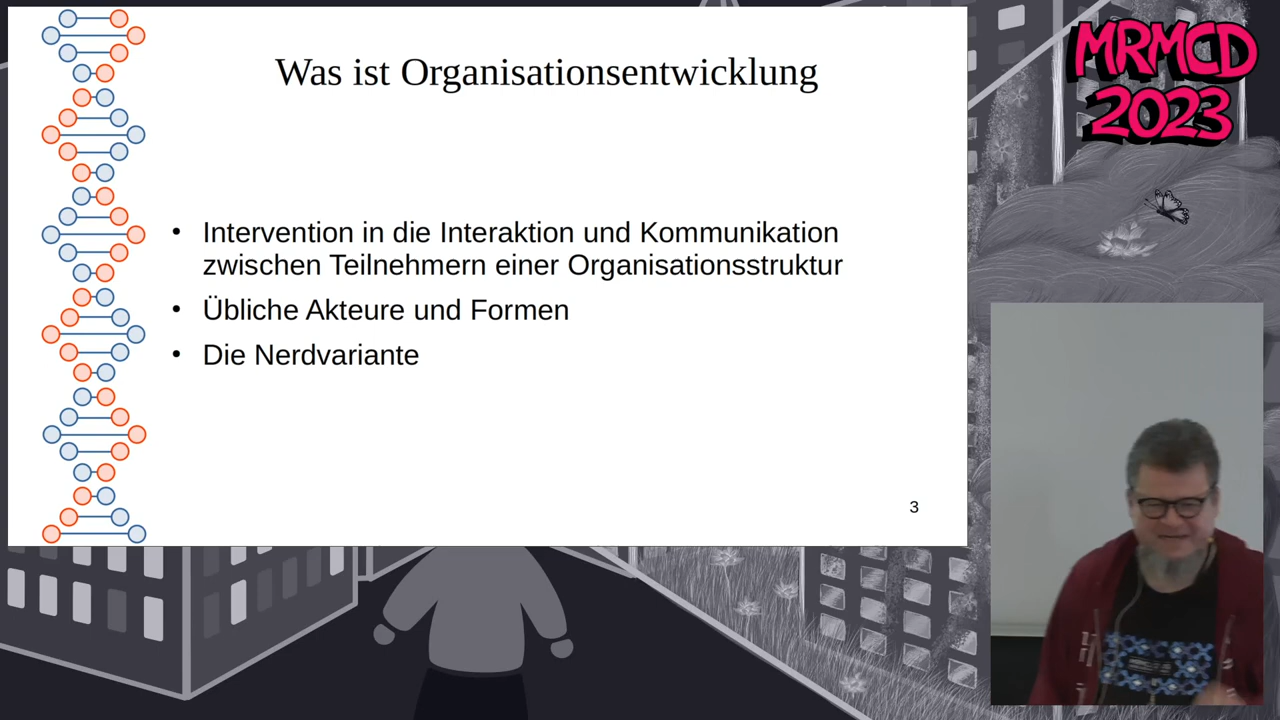 Was ist Organisationsentwicklung
• Intervention in die Interaktion und Kommunikation
zwischen Teilnehmern einer Organisationsstruktur
• Übliche Akteure und Formen
• Die Nerdvariante
3
MRMCD
2023